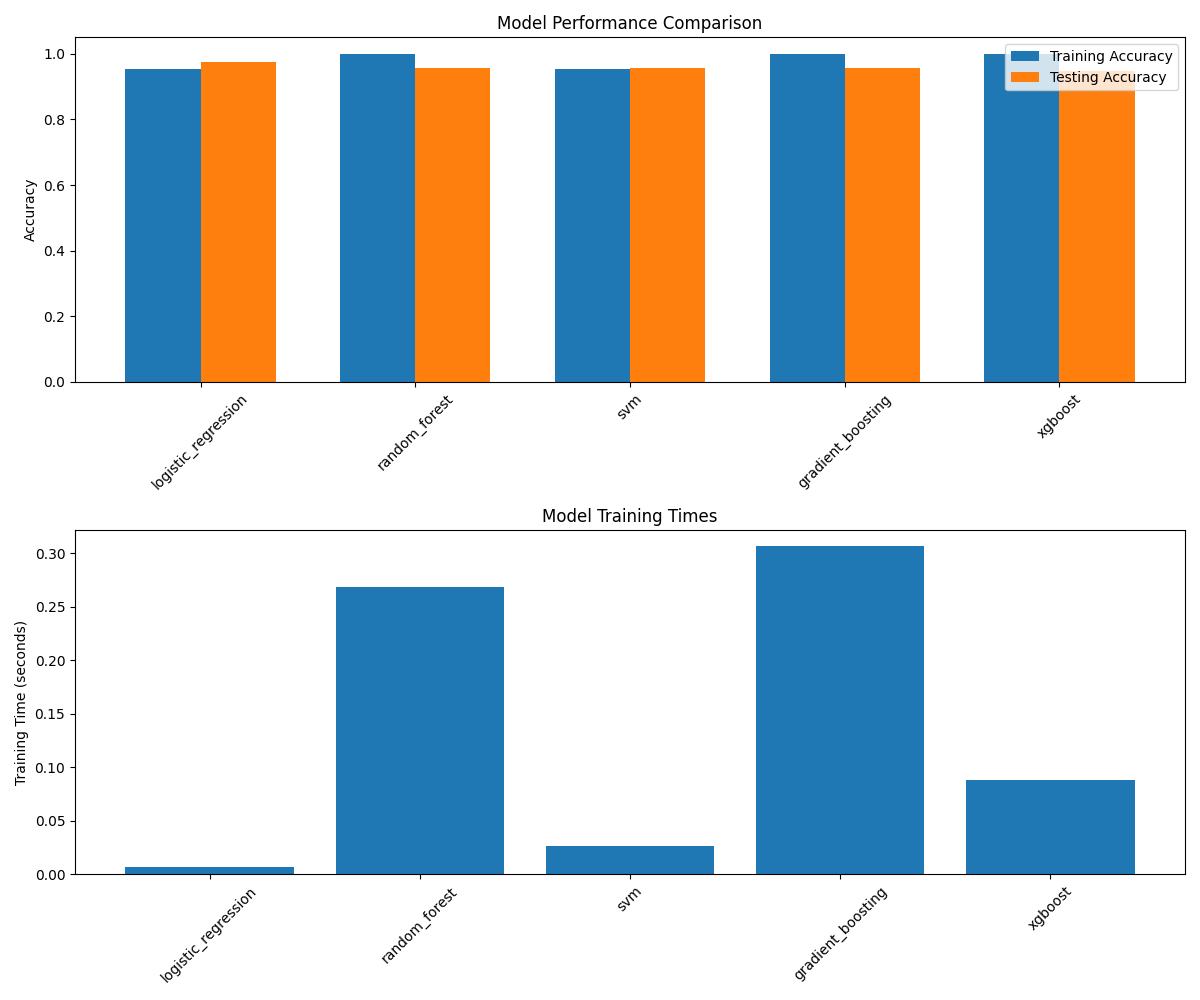 Model Performance Comparison
Training Accuracy
Testing Accuracy
Accuracy
1.0
0.8
0.6
0.4
0.2
0.0
logistic_regression
random_forest
svm
gradient_boosting
xgboost
Model Training Times
Training Time (seconds)
0.30
0.25
0.20
0.15
0.10
0.05
0.00
logistic_regression
random_forest
svm
gradient_boosting
xgboost